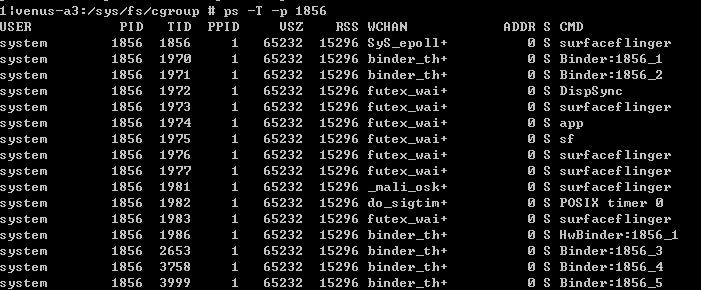 1|venus-a3:/sys/fs/cgroup # ps -T -p 1856
USER PID TID PPID VSZ RSS WCHAN ADDR S CMD
system 1856 1856 1 65232 15296 SyS_epoll+ 0 S surfaceflinger
system 1856 1970 1 65232 15296 binder_th+ 0 S Binder:1856_1
system 1856 1971 1 65232 15296 binder_th+ 0 S Binder:1856_2
system 1856 1972 1 65232 15296 futex_wai+ 0 S DispSync
system 1856 1973 1 65232 15296 futex_wai+ 0 S surfaceflinger
system 1856 1974 1 65232 15296 futex_wai+ 0 S app
system 1856 1975 1 65232 15296 futex_wai+ 0 S sf
system 1856 1976 1 65232 15296 futex_wai+ 0 S surfaceflinger
system 1856 1977 1 65232 15296 futex_wai+ 0 S surfaceflinger
system 1856 1981 1 65232 15296 _mali_osk+ 0 S surfaceflinger
system 1856 1982 1 65232 15296 do_sigtim+ 0 S POSIX timer 0
system 1856 1983 1 65232 15296 futex_wai+ 0 S surfaceflinger
system 1856 1986 1 65232 15296 binder_th+ 0 S HwBinder:1856_1
system 1856 2653 1 65232 15296 binder_th+ 0 S Binder:1856_3
system 1856 3758 1 65232 15296 binder_th+ 0 S Binder:1856_4
system 1856 3999 1 65232 15296 binder_th+ 0 S Binder:1856_5